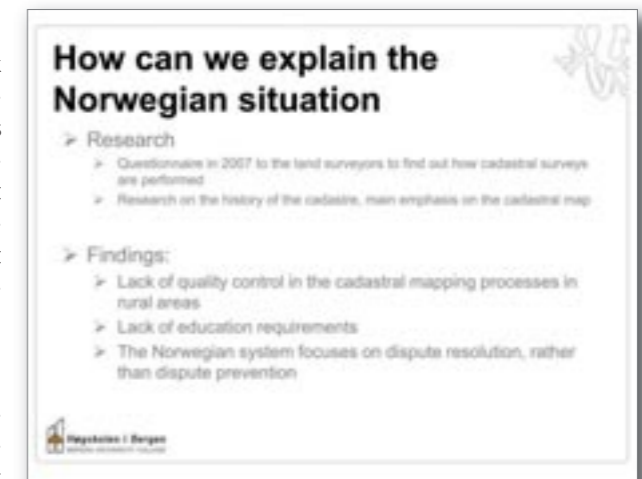 How can we explain the
Norwegian situation
➢ Research
➢ Questionnaire in 2007 to the land surveyors to find out how cadastral surveys
are performed
➢ Research on the history of the cadastre, main emphasis on the cadastral map
➢ Findings:
➢ Lack of quality control in the cadastral mapping processes in
rural areas
➢ Lack of education requirements
➢ The Norwegian system focuses on dispute resolution, rather
than dispute prevention
Høgskolen i Bergen
BERGEN UNIVERSITY COLLEGE